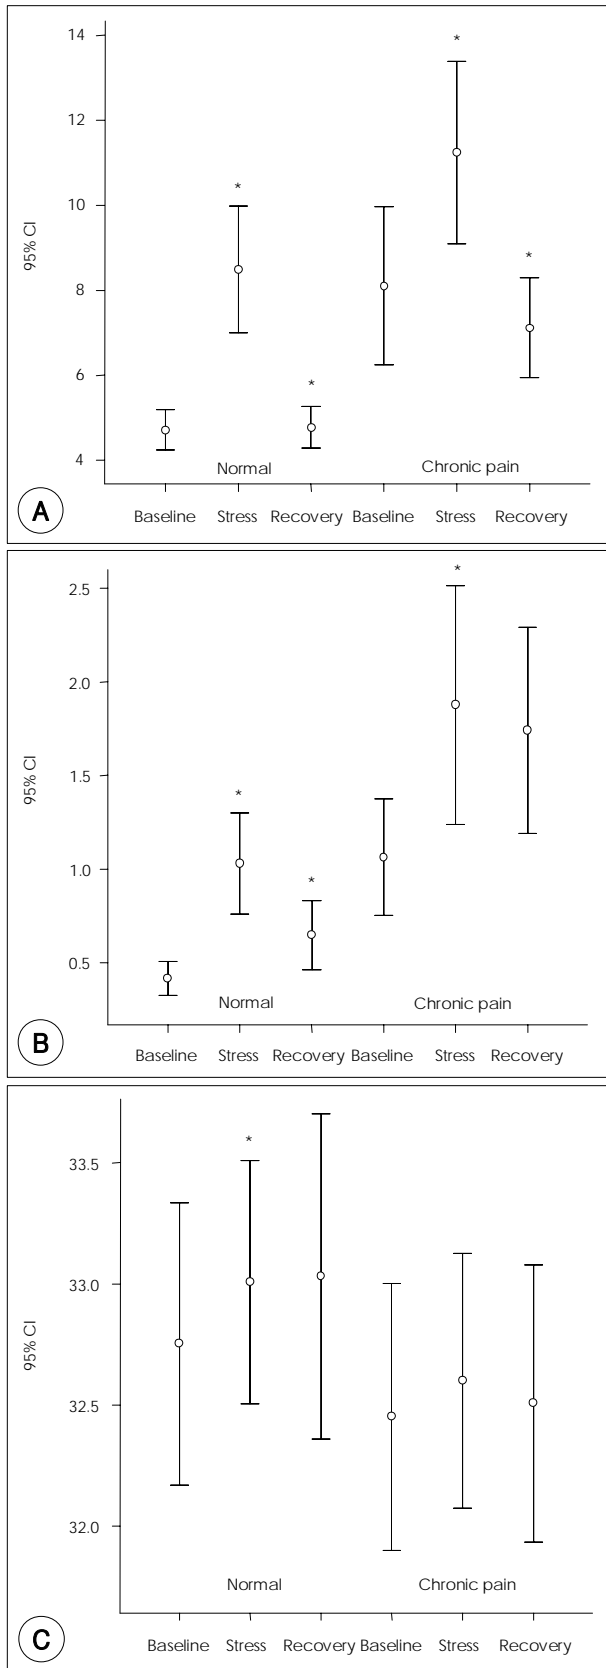 14
12
*
*
10
*
95% CI
8
6
*
4
Normal
Chronic pain
A
Baseline Stress Recovery Baseline Stress Recovery
2.5
*
2.0
95% CI
1.5
*
1.0
*
0.5
Normal
Chronic pain
B
Baseline Stress Recovery Baseline Stress Recovery
*
33.5
33.0
95% CI
32.5
32.0
Normal
Chronic pain
C
Baseline Stress Recovery Baseline Stress Recovery